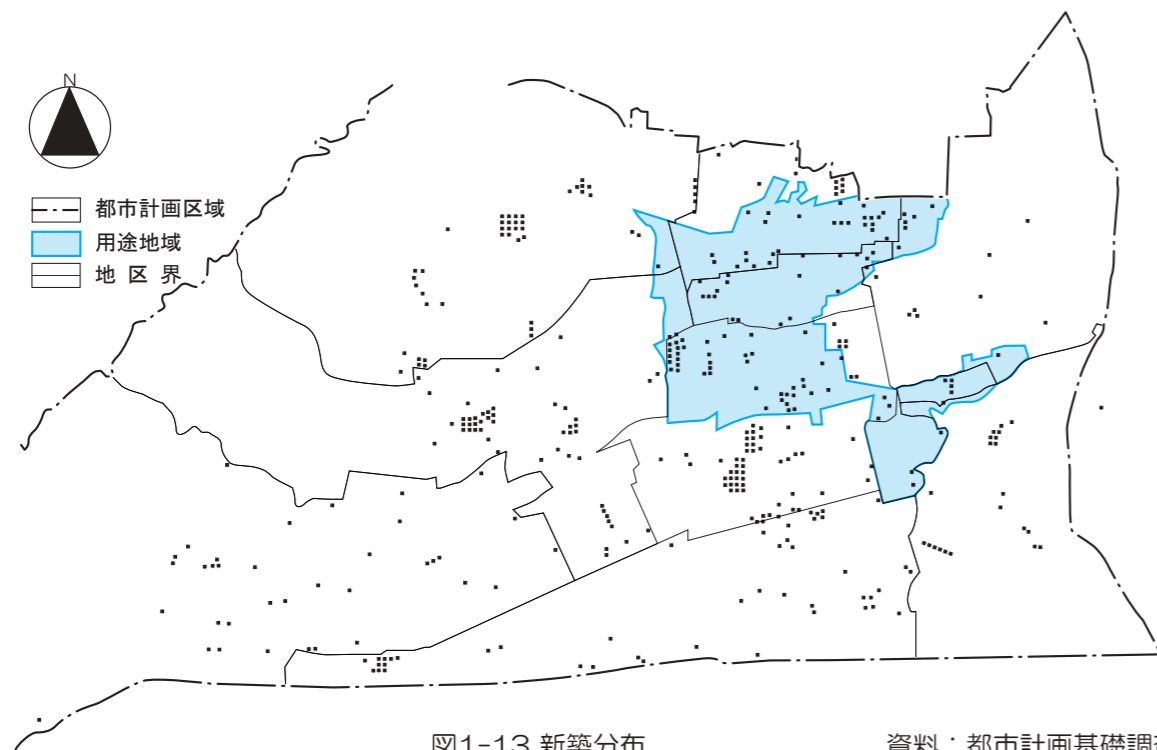 N
都市計画区域
用途地域
地 区 界
図1-13 新築分布
資料：都市計画基礎調